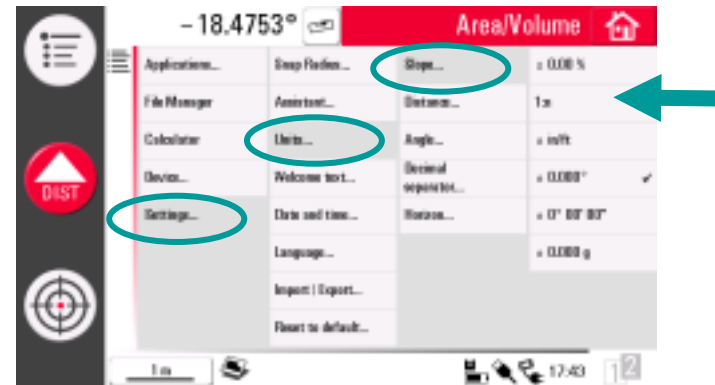 −18.4753° Area/Volume
Applications... Snap Radius... Slope... ± 0.00 %
File Manager Assistant... Distance... 1:n
Calculator Units... Angle... ± in/ft
Device... Welcome text... Decimal separator... ± 0.000° ✔
DIST
Settings... Date and time... Horizon... ± 0° 00' 00"
Language... ± 0.000 g
Import | Export...
Reset to default...
17:43 1 2